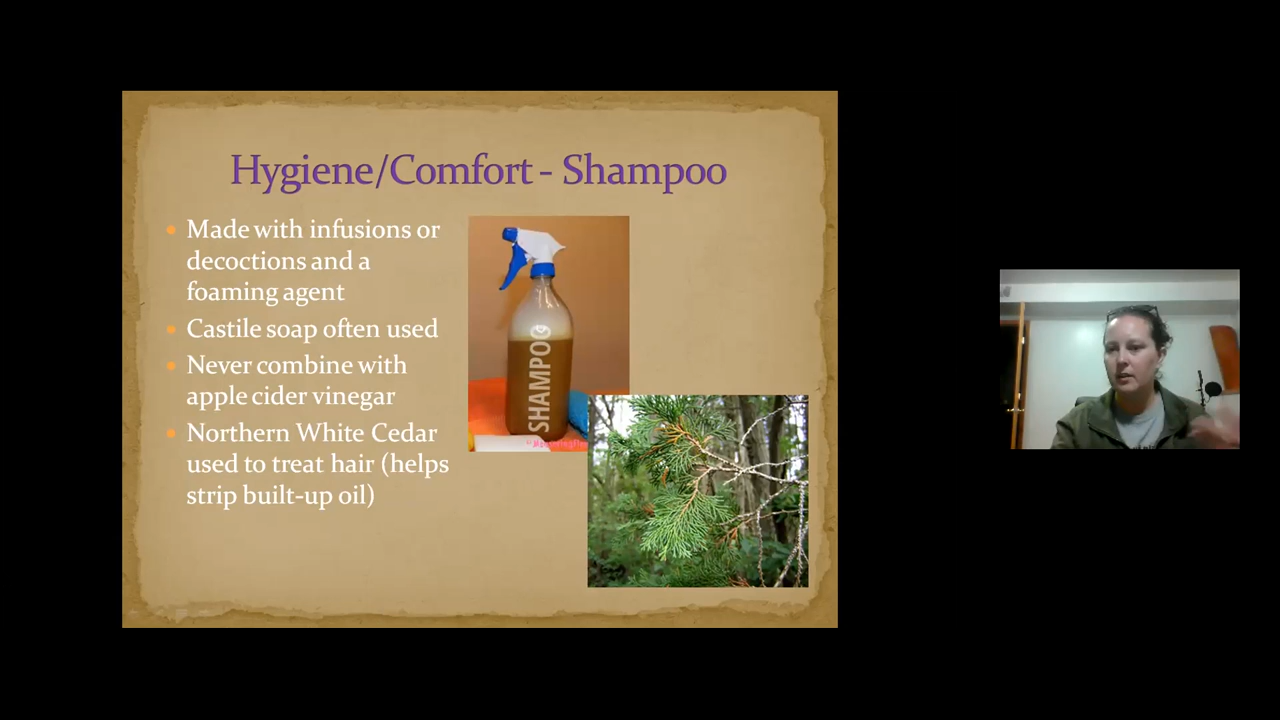 Hygiene/Comfort - Shampoo
Made with infusions or
decoctions and a
foaming agent
Castile soap often used
Never combine with
apple cider vinegar
Northern White Cedar
used to treat hair (helps
strip built-up oil)
SHAMPOO